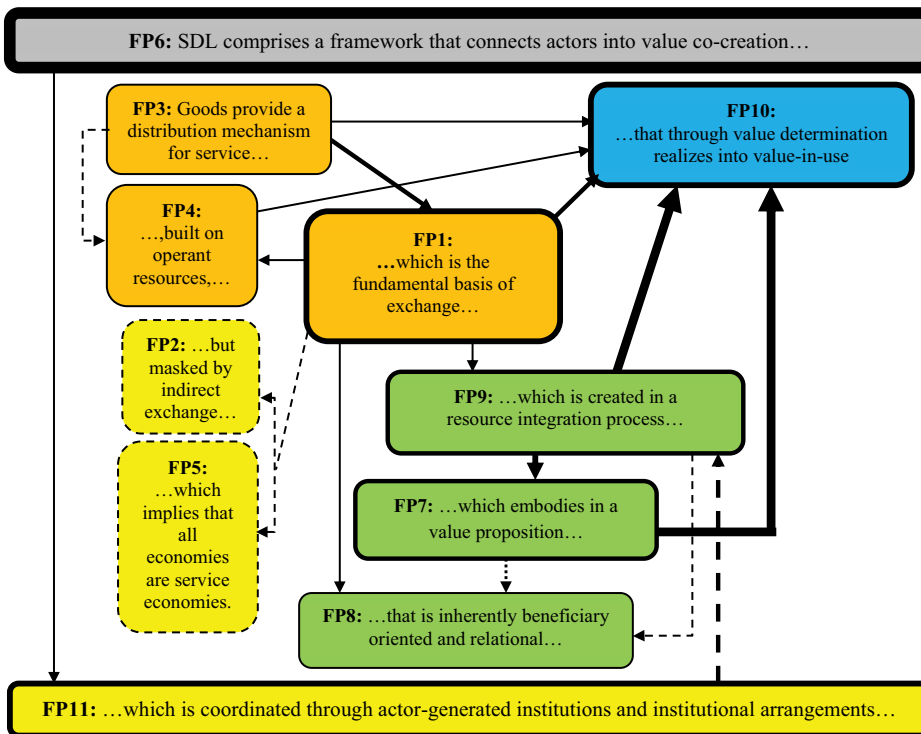 FP6: SDL comprises a framework that connects actors into value co-creation…
FP3: Goods provide a
distribution mechanism
for service…
FP10:
…that through value determination
realizes into value-in-use
FP4:
…,built on
operant
resources,…
FP1:
…which is the
fundamental basis of
exchange…
FP2: …but
masked by
indirect
exchange…
FP9: …which is created in a
resource integration process…
FP5:
…which
implies that
all
economies
are service
economies.
FP7: …which embodies in a
value proposition…
FP8: …that is inherently beneficiary
oriented and relational…
FP11: …which is coordinated through actor-generated institutions and institutional arrangements…